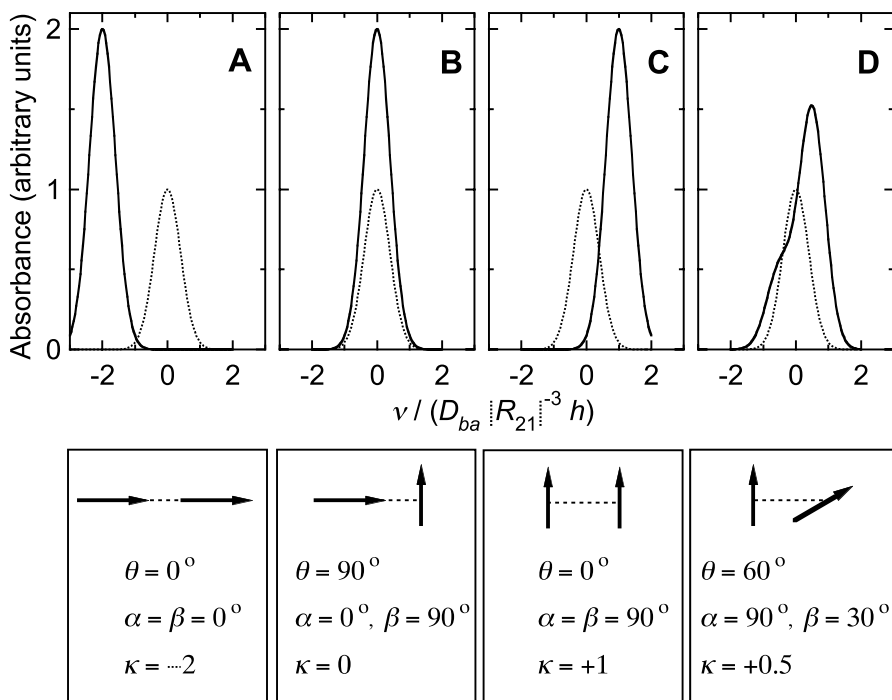 Absorbance (arbitrary units)
2
1
0
A
B
C
D
-2 0 2
-2 0 2
-2 0 2
-2 0 2
ν / (D_ba |R_21|^-3 h)
θ = 0°
α = β = 0°
κ = −2
θ = 90°
α = 0°, β = 90°
κ = 0
θ = 0°
α = β = 90°
κ = +1
θ = 60°
α = 90°, β = 30°
κ = +0.5